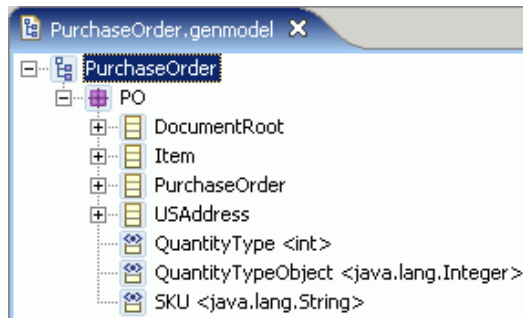 PurchaseOrder.genmodel
PurchaseOrder
PO
DocumentRoot
Item
PurchaseOrder
USAddress
QuantityType <int>
QuantityTypeObject <java.lang.Integer>
SKU <java.lang.String>